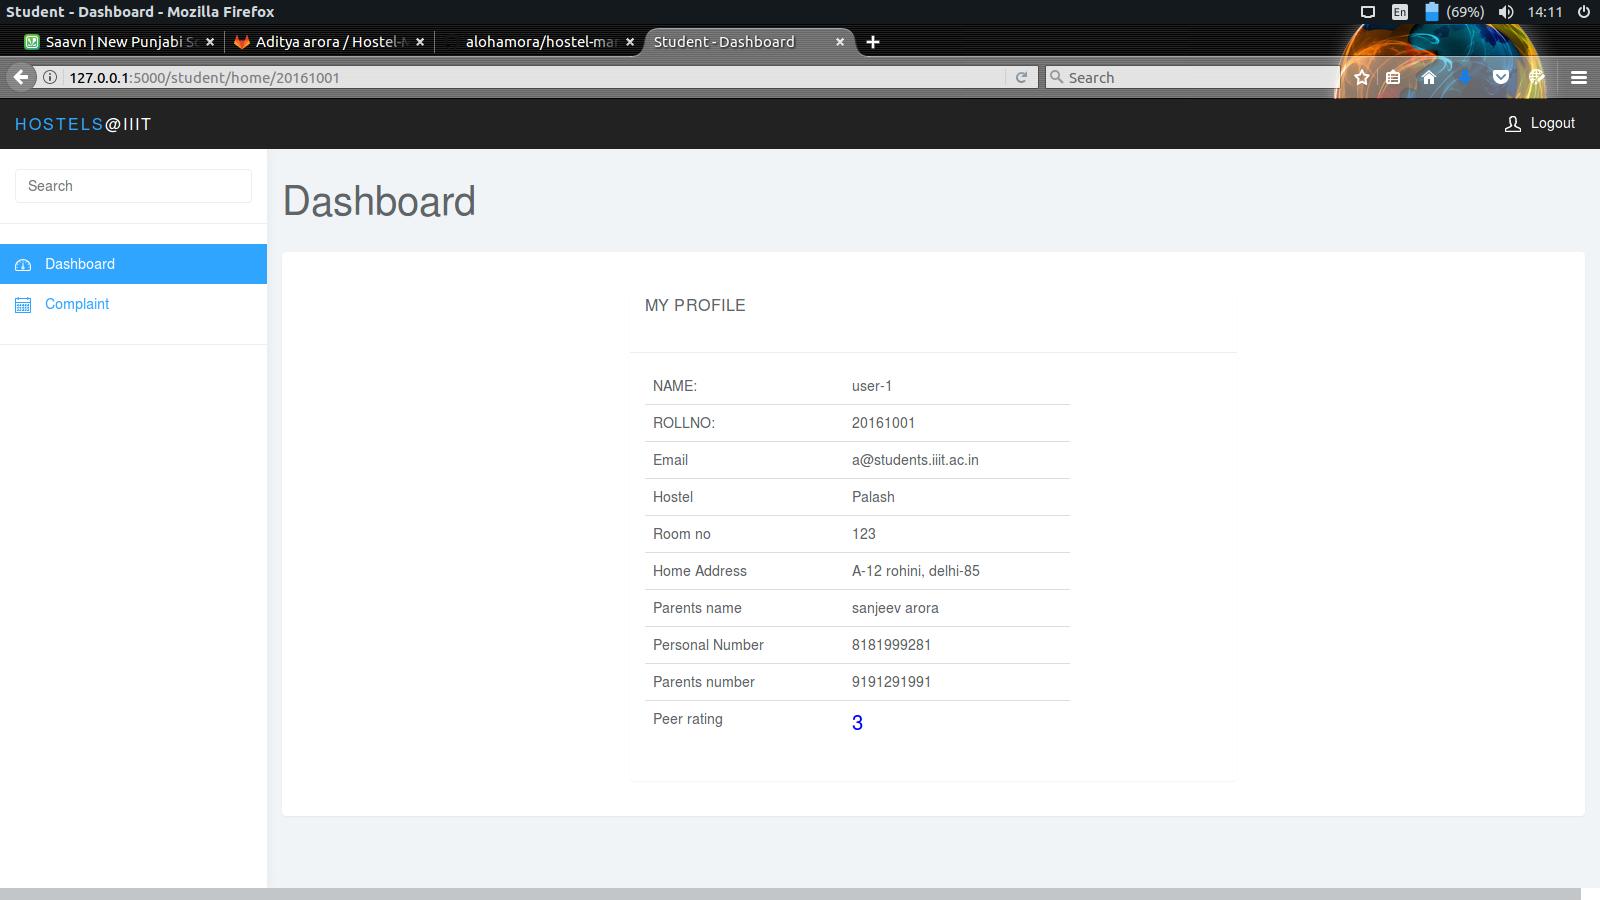 Student - Dashboard - Mozilla Firefox
En (69%) 14:11
Saavn | New Punjabi S
Aditya arora / Hostel-
alohamora/hostel-ma
Student - Dashboard
127.0.0.1:5000/student/home/20161001
Search
HOSTELS@IIIT
Logout
Search
Dashboard
Complaint
Dashboard
MY PROFILE
NAME: user-1
ROLLNO: 20161001
Email a@students.iiit.ac.in
Hostel Palash
Room no 123
Home Address A-12 rohini, delhi-85
Parents name sanjeev arora
Personal Number 8181999281
Parents number 9191291991
Peer rating 3